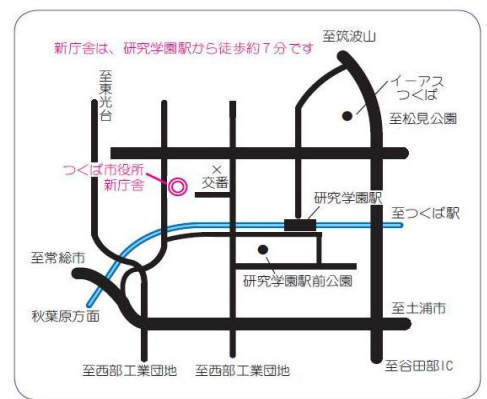 新庁舎は、研究学園駅から徒歩約7分です
至筑波山
イーアス
つくば
至東光台
至松見公園
つくば市役所
新庁舎
×
交番
研究学園駅
至つくば駅
至常総市
研究学園駅前公園
秋葉原方面
至土浦市
至西部工業団地
至西部工業団地
至谷田部IC